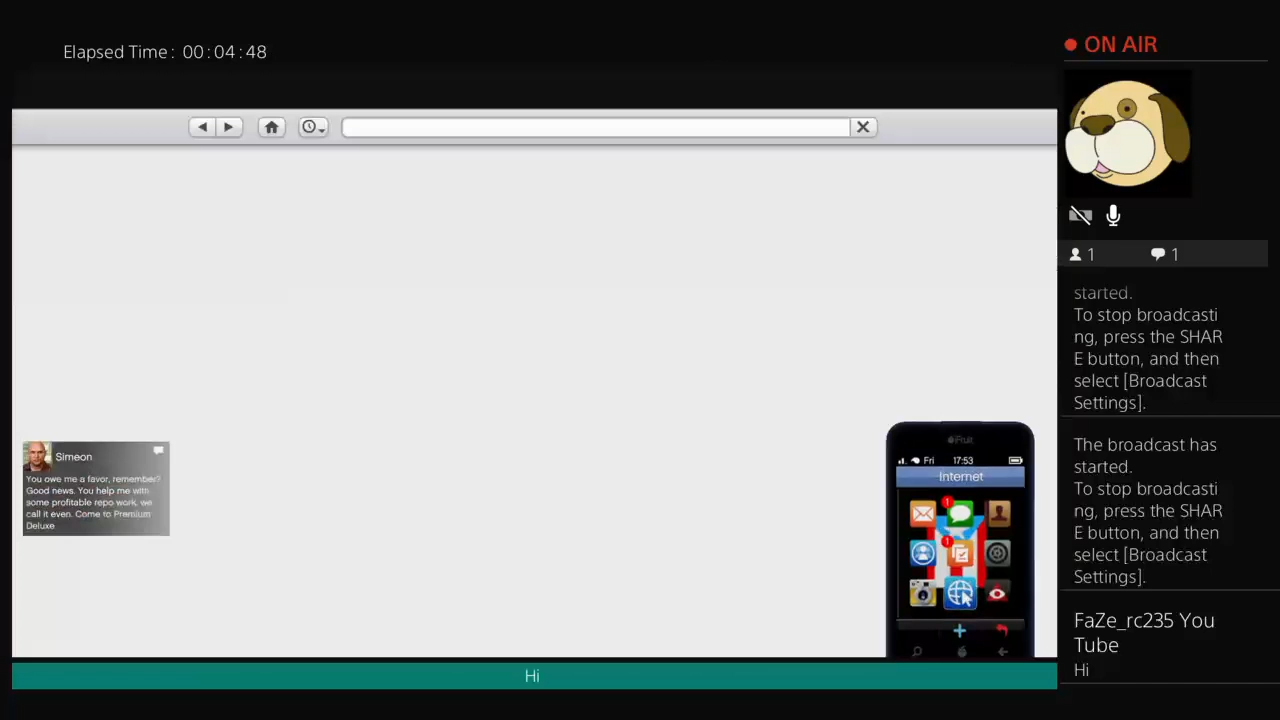 Elapsed Time: 00:04:48
ON AIR
1 1
started.
To stop broadcasti
ng, press the SHAR
E button, and then
select [Broadcast
Settings].
The broadcast has
started.
To stop broadcasti
ng, press the SHAR
E button, and then
select [Broadcast
Settings].
FaZe_rc235 You
Tube
Hi
Simeon
You owe me a favor, remember?
Good news. You help me with
some profitable repo work, we
call it even. Come to Premium
Deluxe
iFruit
Fri 17:53
Internet
1
1
Hi